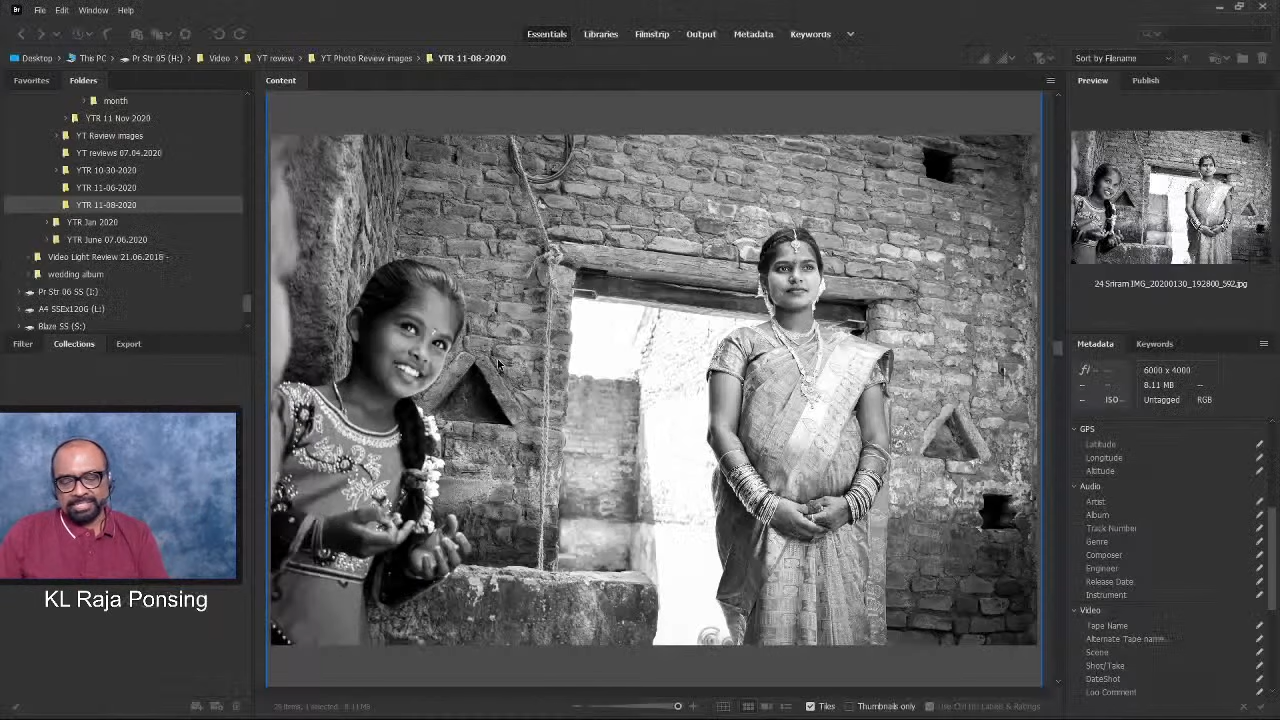 Br File Edit Window Help
Essentials Libraries Filmstrip Output Metadata Keywords
Desktop This PC Pr Str 05 (H:) Video YT review YT Photo Review images YTR 11-08-2020 Sort by Filename
Favorites Folders Content Preview Publish
month
YTR 11 Nov 2020
YT Review images
YT reviews 07.04.2020
YTR 10-30-2020
YTR 11-06-2020
YTR 11-08-2020
YTR Jan 2020
YTR June 07.06.2020
Video Light Review 21.06.2018 -
wedding album
Pr Str 06 SS (I:)
A4 SSEx120G (L:)
Blaze SS (S:)
24 Sriram IMG_20200130_192800_592.jpg
Filter Collections Export
Metadata Keywords
f/ -- -- 6000 x 4000
-- -- 8.11 MB --
-- ISO-- Untagged RGB
GPS
Latitude
Longitude
Altitude
Audio
Artist
Album
Track Number
Genre
Composer
Engineer
Release Date
Instrument
Video
Tape Name
Alternate Tape name
Scene
Shot/Take
DateShot
Log Comment
KL Raja Ponsing
Tiles Thumbnails only Use Ctrl for Labels & Ratings